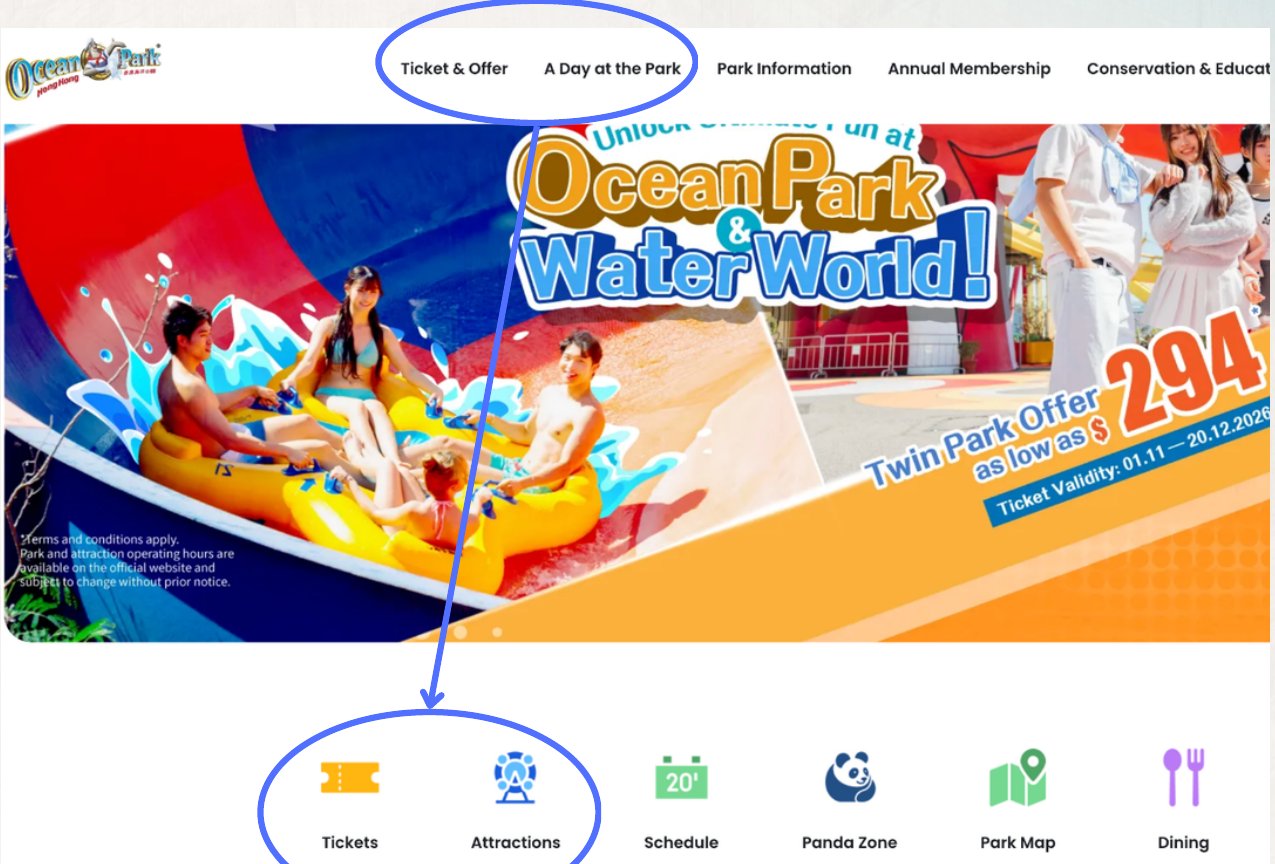 Ocean Park
Hong Kong
Ticket & Offer
A Day at the Park
Park Information
Annual Membership
Conservation & Educat
Unlock Ultimate Fun at
Ocean Park
&
Water World!
Twin Park Offer
as low as $ 294*
Ticket Validity: 01.11 — 20.12.2026
*Terms and conditions apply.
Park and attraction operating hours are
available on the official website and
subject to change without prior notice.
20'
Tickets
Attractions
Schedule
Panda Zone
Park Map
Dining